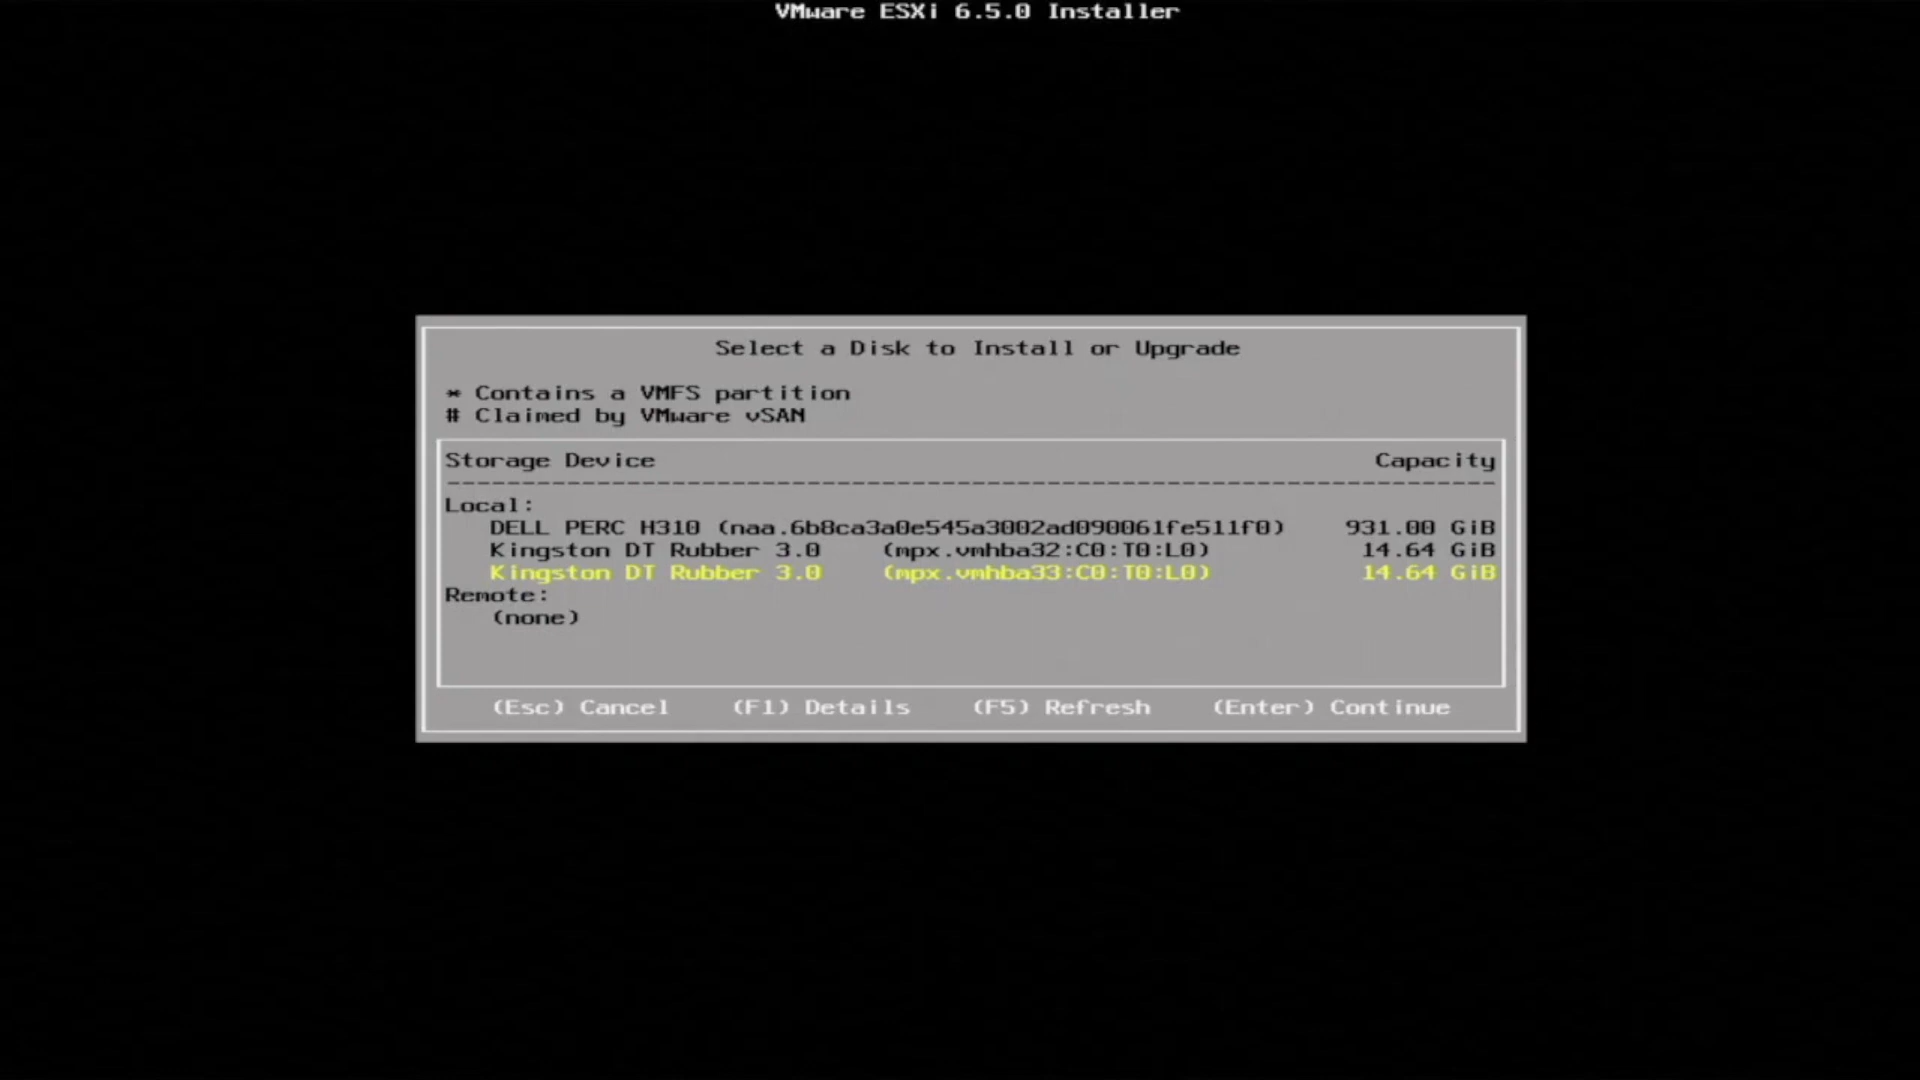 VMware ESXi 6.5.0 Installer
Select a Disk to Install or Upgrade
* Contains a VMFS partition
# Claimed by VMware vSAN
Storage Device Capacity
--------------------------------------------------------------------
Local:
DELL PERC H310 (naa.6b8ca3a0e545a3002ad090061fe511f0) 931.00 GiB
Kingston DT Rubber 3.0 (mpx.vmhba32:C0:T0:L0) 14.64 GiB
Kingston DT Rubber 3.0 (mpx.vmhba33:C0:T0:L0) 14.64 GiB
Remote:
(none)
(Esc) Cancel (F1) Details (F5) Refresh (Enter) Continue